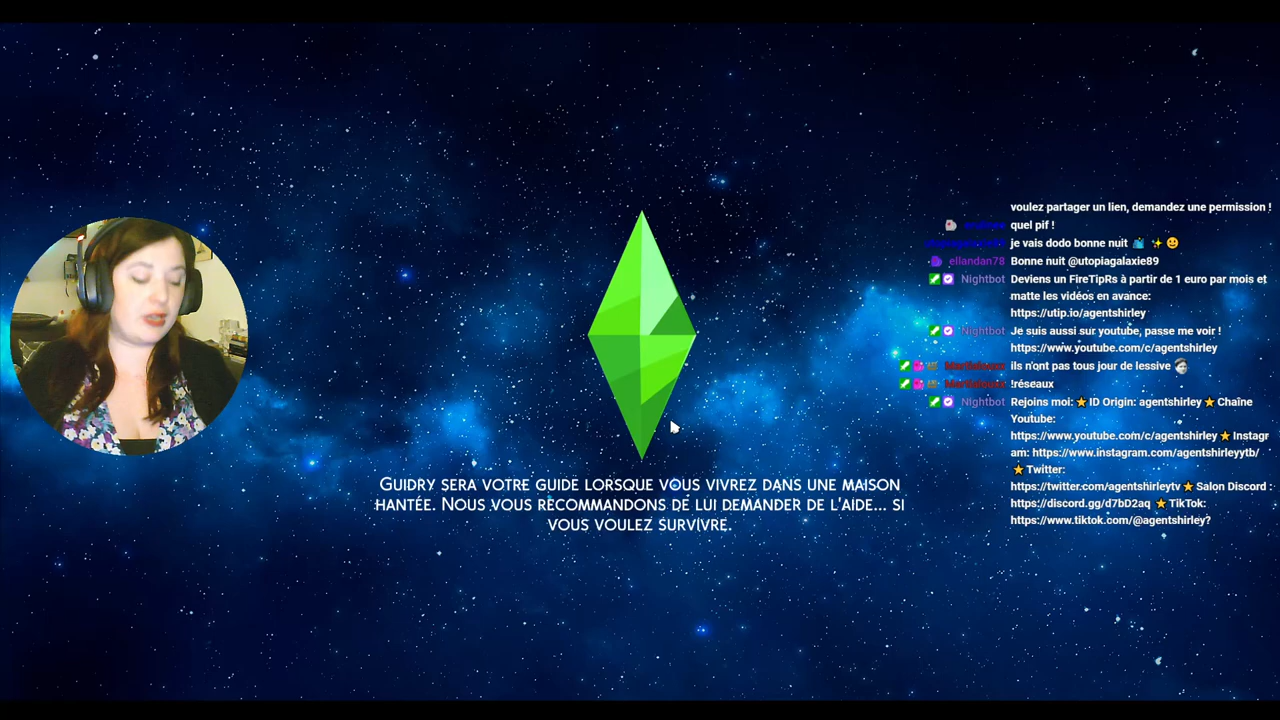 GUIDRY SERA VOTRE GUIDE LORSQUE VOUS VIVREZ DANS UNE MAISON
HANTÉE. NOUS VOUS RECOMMANDONS DE LUI DEMANDER DE L'AIDE... SI
VOUS VOULEZ SURVIVRE.
voulez partager un lien, demandez une permission !
quel pif !
utopiagalaxie89 je vais dodo bonne nuit
ellandan78 Bonne nuit @utopiagalaxie89
Nightbot Deviens un FireTipRs à partir de 1 euro par mois et
matte les vidéos en avance:
https://utip.io/agentshirley
Nightbot Je suis aussi sur youtube, passe me voir !
https://www.youtube.com/c/agentshirley
ils n'ont pas tous jour de lessive
!réseaux
Nightbot Rejoins moi: ⭐ ID Origin: agentshirley ⭐ Chaîne
Youtube:
https://www.youtube.com/c/agentshirley ⭐ Instagr
am: https://www.instagram.com/agentshirleyytb/
⭐ Twitter:
https://twitter.com/agentshirleytv ⭐ Salon Discord :
https://discord.gg/d7bD2aq ⭐ TikTok:
https://www.tiktok.com/@agentshirley?